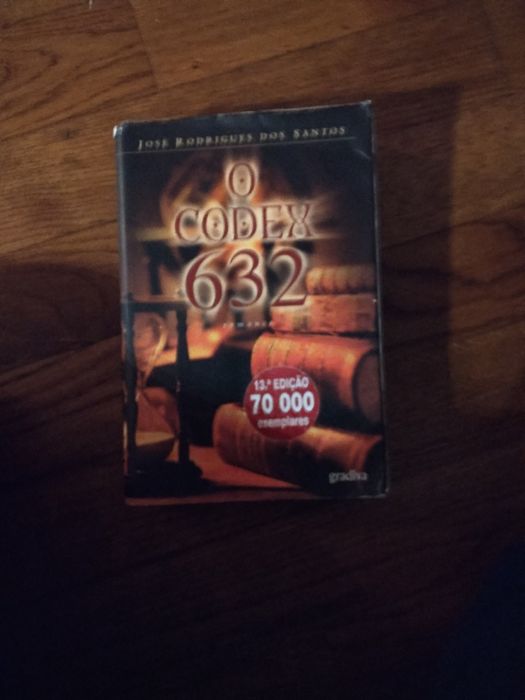 JOSÉ RODRIGUES DOS SANTOS
O
CODEX
632
romance
13.ª EDIÇÃO
70 000
exemplares
gradiva